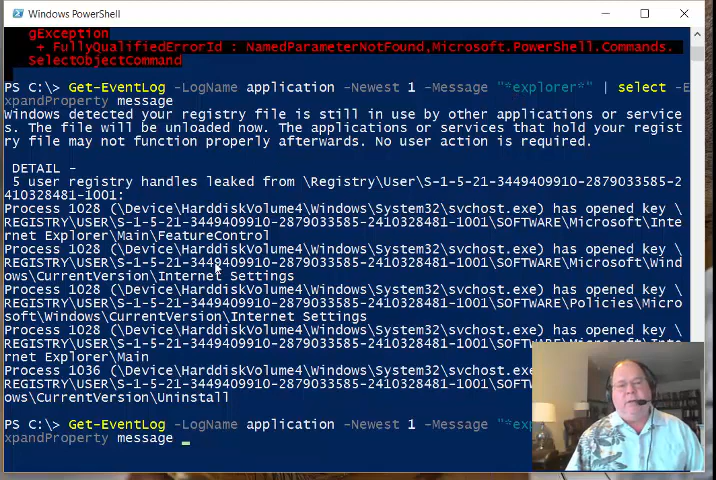 Windows PowerShell
gException
+ FullyQualifiedErrorId : NamedParameterNotFound,Microsoft.PowerShell.Commands.
SelectObjectCommand
PS C:\> Get-EventLog -LogName application -Newest 1 -Message "*explorer*" | select -E
xpandProperty message
Windows detected your registry file is still in use by other applications or service
s. The file will be unloaded now. The applications or services that hold your regist
ry file may not function properly afterwards. No user action is required.
DETAIL -
5 user registry handles leaked from \Registry\User\S-1-5-21-3449409910-2879033585-2
410328481-1001:
Process 1028 (\Device\HarddiskVolume4\Windows\System32\svchost.exe) has opened key \
REGISTRY\USER\S-1-5-21-3449409910-2879033585-2410328481-1001\SOFTWARE\Microsoft\Inte
rnet Explorer\Main\FeatureControl
Process 1028 (\Device\HarddiskVolume4\Windows\System32\svchost.exe) has opened key \
REGISTRY\USER\S-1-5-21-3449409910-2879033585-2410328481-1001\SOFTWARE\Microsoft\Wind
ows\CurrentVersion\Internet Settings
Process 1028 (\Device\HarddiskVolume4\Windows\System32\svchost.exe) has opened key \
REGISTRY\USER\S-1-5-21-3449409910-2879033585-2410328481-1001\SOFTWARE\Policies\Micro
soft\Windows\CurrentVersion\Internet Settings
Process 1028 (\Device\HarddiskVolume4\Windows\System32\svchost.exe) has opened key \
REGISTRY\USER\S-1-5-21-3449409910-2879033585-2410328481-1001\SOFTWARE\Microsoft\Inte
rnet Explorer\Main
Process 1036 (\Device\HarddiskVolume4\Windows\System32\svchost.exe
REGISTRY\USER\S-1-5-21-3449409910-2879033585-2410328481-1001
ows\CurrentVersion\Uninstall
PS C:\> Get-EventLog -LogName application -Newest 1 -Message "*exp
xpandProperty message _